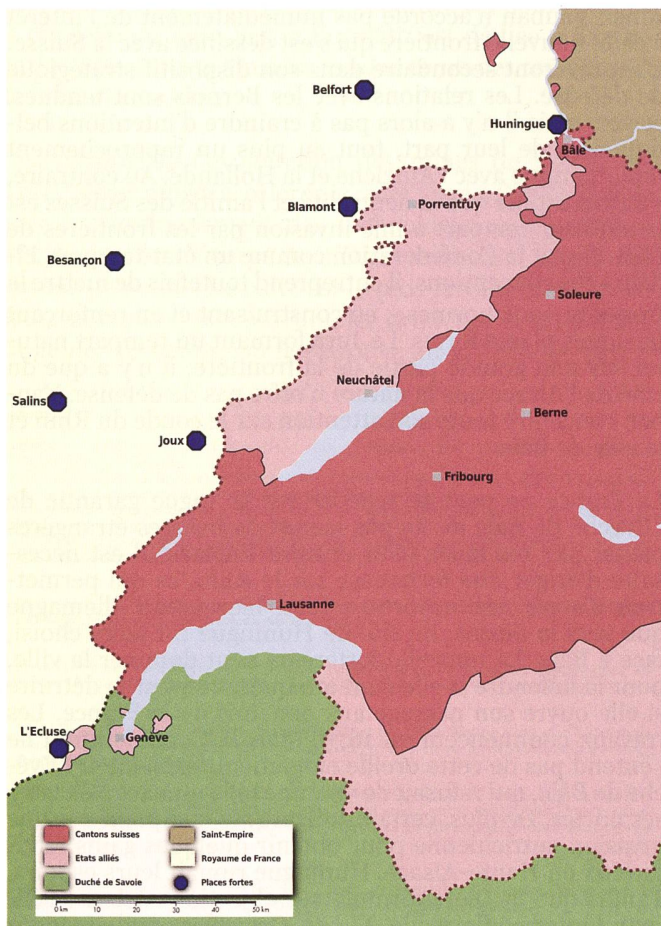 Belfort
Huningue
Bâle
Blamont
Porrentruy
Besançon
Soleure
Neuchâtel
Salins
Berne
Joux
Fribourg
Lausanne
L'Ecluse
Genève
Cantons suisses
Saint-Empire
Etats alliés
Royaume de France
Duché de Savoie
Places fortes
0 km 10 20 30 40 50 km